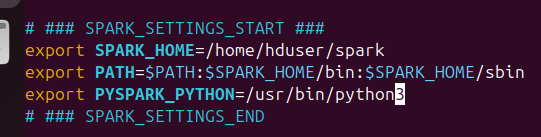 # ### SPARK_SETTINGS_START ###
export SPARK_HOME=/home/hduser/spark
export PATH=$PATH:$SPARK_HOME/bin:$SPARK_HOME/sbin
export PYSPARK_PYTHON=/usr/bin/python3
# ### SPARK_SETTINGS_END